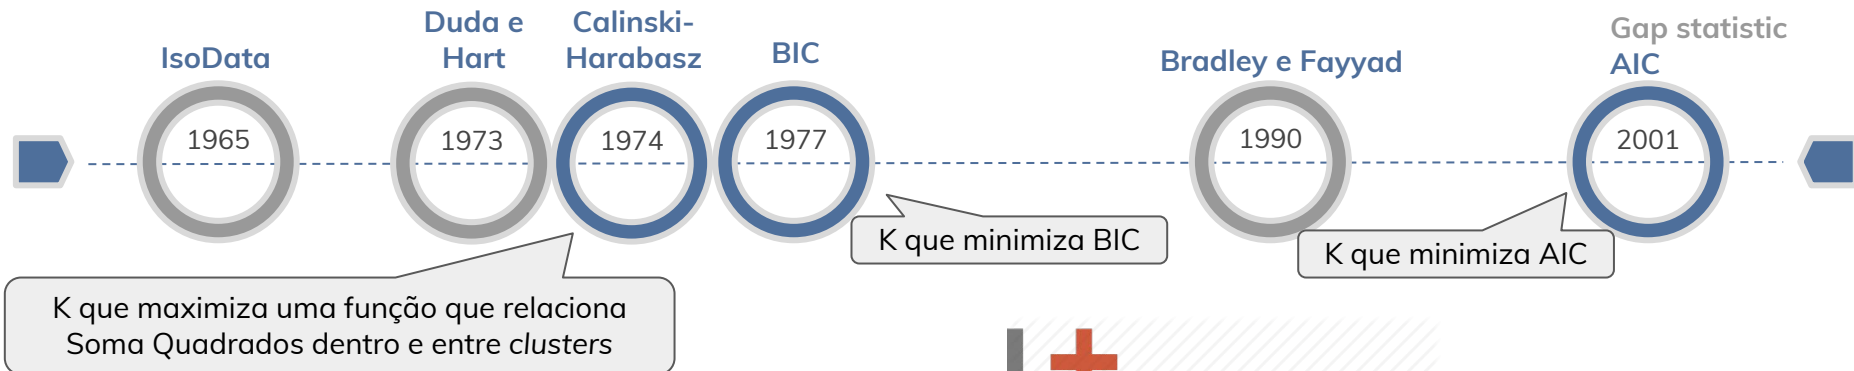 IsoData
Duda e
Hart
Calinski-
Harabasz
BIC
Bradley e Fayyad
Gap statistic
AIC
1965
1973
1974
1977
1990
2001
K que minimiza BIC
K que minimiza AIC
K que maximiza uma função que relaciona
Soma Quadrados dentro e entre clusters